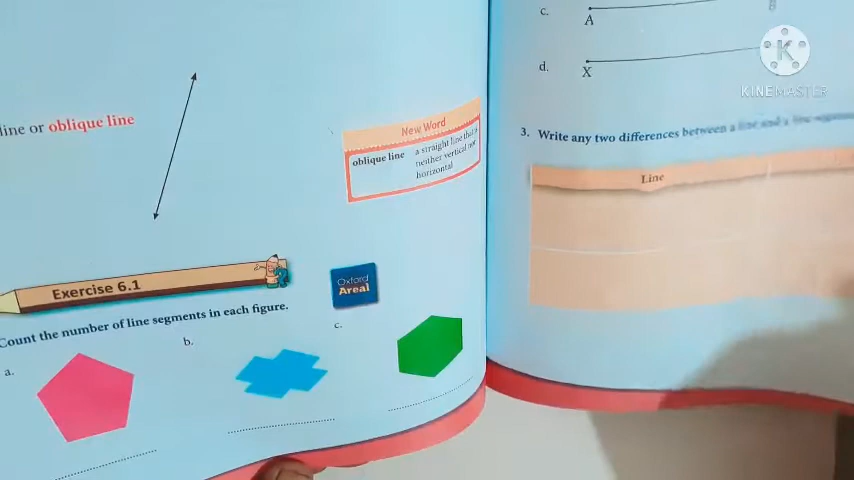 line or oblique line
New Word
oblique line a straight line that is
neither vertical nor
horizontal
Exercise 6.1
Oxford
Areal
Count the number of line segments in each figure.
a.
b.
c.
c.
A
B
d.
X
3. Write any two differences between a line and a line segment
Line
K
KINEMASTER